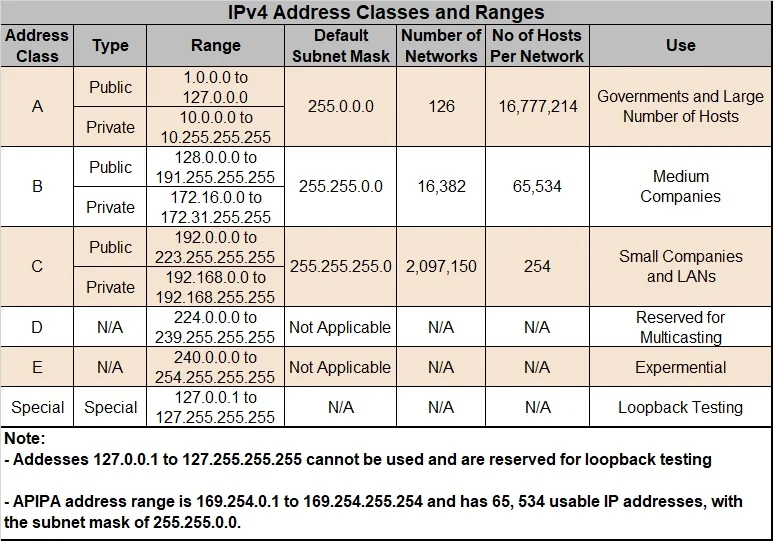 IPv4 Address Classes and Ranges
Address Class Type Range Default Subnet Mask Number of Networks No of Hosts Per Network Use
A Public 1.0.0.0 to 127.0.0.0 255.0.0.0 126 16,777,214 Governments and Large Number of Hosts
Private 10.0.0.0 to 10.255.255.255
B Public 128.0.0.0 to 191.255.255.255 255.255.0.0 16,382 65,534 Medium Companies
Private 172.16.0.0 to 172.31.255.255
C Public 192.0.0.0 to 223.255.255.255 255.255.255.0 2,097,150 254 Small Companies and LANs
Private 192.168.0.0 to 192.168.255.255
D N/A 224.0.0.0 to 239.255.255.255 Not Applicable N/A N/A Reserved for Multicasting
E N/A 240.0.0.0 to 254.255.255.255 Not Applicable N/A N/A Expermential
Special Special 127.0.0.1 to 127.255.255.255 N/A N/A N/A Loopback Testing
Note:
- Addesses 127.0.0.1 to 127.255.255.255 cannot be used and are reserved for loopback testing
- APIPA address range is 169.254.0.1 to 169.254.255.254 and has 65, 534 usable IP addresses, with
the subnet mask of 255.255.0.0.